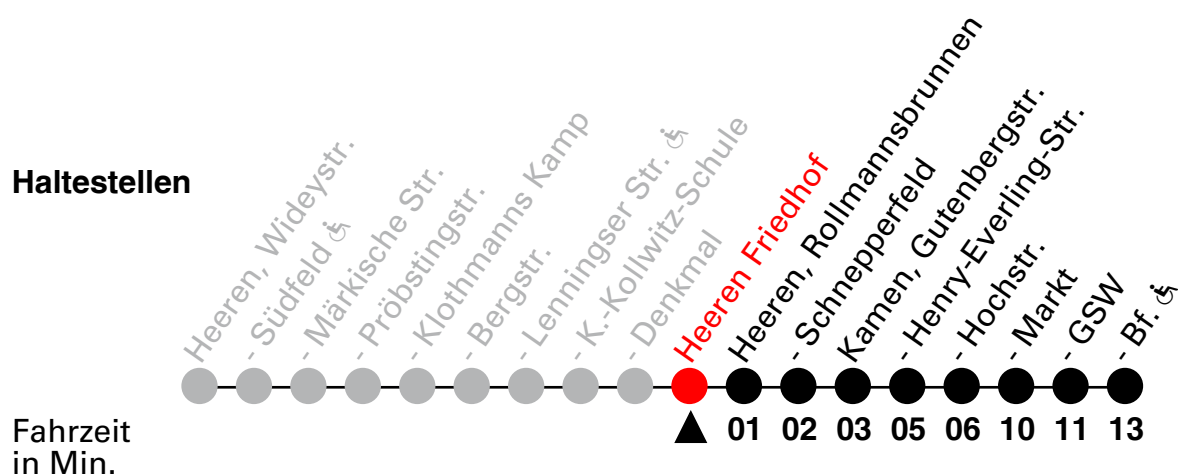 Haltestellen
Heeren, Wideystr.
- Südfeld
- Märkische Str.
- Pröbstingstr.
- Klothmanns Kamp
- Bergstr.
- Lenningser Str.
- K.-Kollwitz-Schule
- Denkmal
Heeren Friedhof
Heeren, Rollmannsbrunnen
- Schnepperfeld
Kamen, Gutenbergstr.
- Henry-Everling-Str.
- Hochstr.
- Markt
- GSW
- Bf.
Fahrzeit
in Min.
01 02 03 05 06 10 11 13